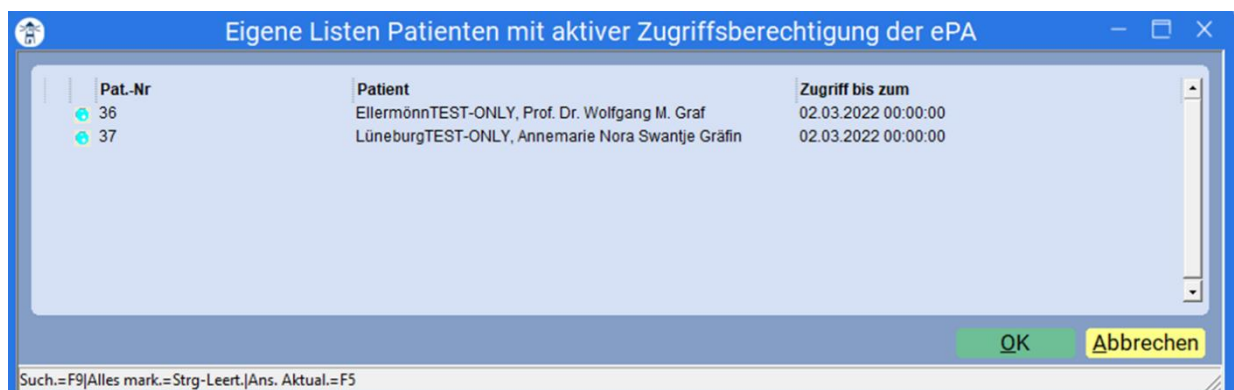 Eigene Listen Patienten mit aktiver Zugriffsberechtigung der ePA
Pat.-Nr Patient Zugriff bis zum
36 EllermönnTEST-ONLY, Prof. Dr. Wolfgang M. Graf 02.03.2022 00:00:00
37 LüneburgTEST-ONLY, Annemarie Nora Swantje Gräfin 02.03.2022 00:00:00
OK Abbrechen
Such.=F9|Alles mark.=Strg-Leert.|Ans. Aktual.=F5